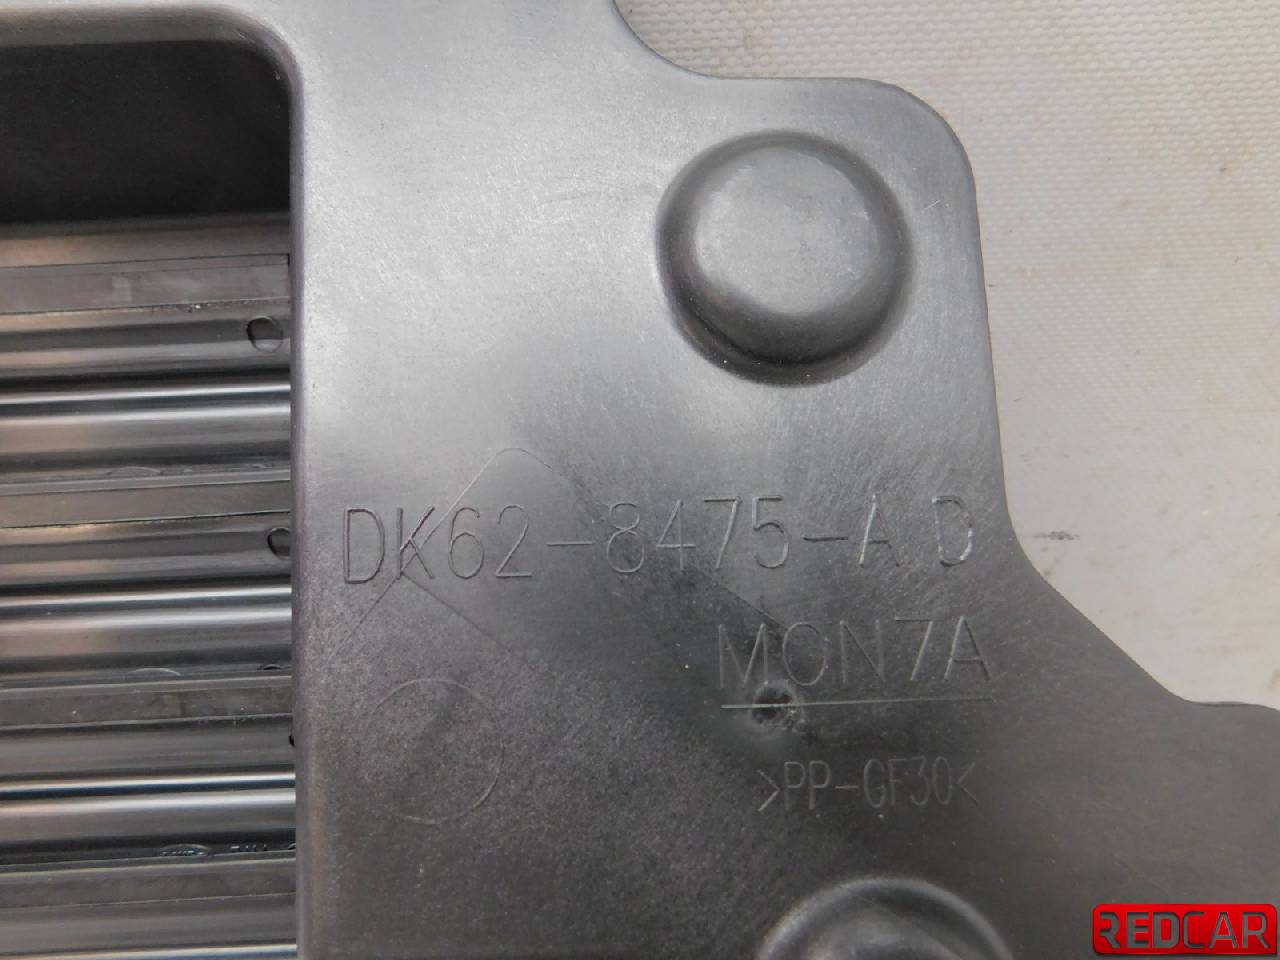 DK62-8475-A D
MON7A
>PP-GF30<
REDCAR